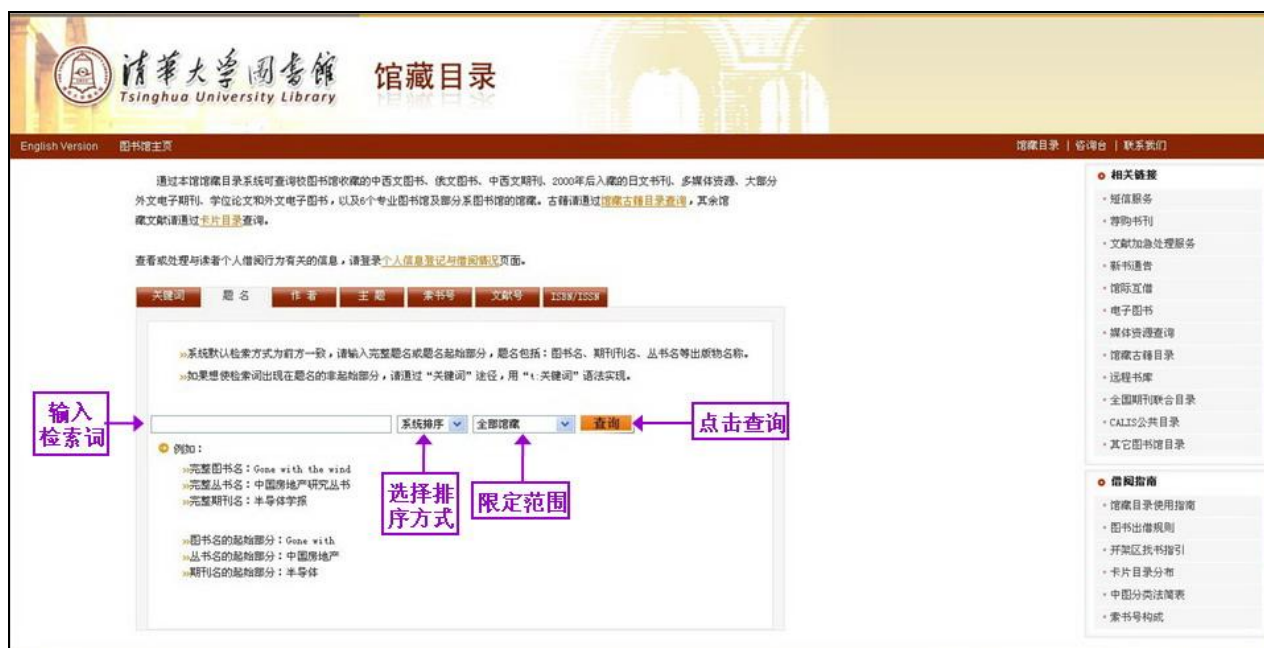 清華大学図書館
Tsinghua University Library
馆藏目录
English Version 图书馆主页
馆藏目录 | 咨询台 | 联系我们
通过本馆馆藏目录系统可查询校图书馆收藏的中西文图书、俄文图书、中西文期刊、2000年后入藏的日文书刊、多媒体资源、大部分
外文电子期刊、学位论文和外文电子图书，以及6个专业图书馆及部分系图书馆的馆藏。古籍请通过馆藏古籍目录查询，其余馆
藏文献请通过卡片目录查询。
查看或处理与读者个人借阅行为有关的信息，请登录个人信息登记与借阅情况页面。
关键词 题名 作者 主题 索书号 文献号 ISBN/ISSN
»系统默认检索方式为前方一致，请输入完整题名或题名起始部分，题名包括：图书名、期刊刊名、丛书名等出版物名称。
»如果想使检索词出现在题名的非起始部分，请通过“关键词”途径，用“t:关键词”语法实现。
输入
检索词
系统排序 全部馆藏 查询
点击查询
例如：
»完整图书名：Gone with the wind
»完整丛书名：中国房地产研究丛书
»完整期刊名：半导体学报
选择排
序方式
限定范围
»图书名的起始部分：Gone with
»丛书名的起始部分：中国房地产
»期刊名的起始部分：半导体
相关链接
短信服务
荐购书刊
文献加急处理服务
新书通告
馆际互借
电子图书
媒体资源查询
馆藏古籍目录
远程书库
全国期刊联合目录
CALIS公共目录
其它图书馆目录
借阅指南
馆藏目录使用指南
图书出借规则
开架区找书指引
卡片目录分布
中图分类法简表
索书号构成